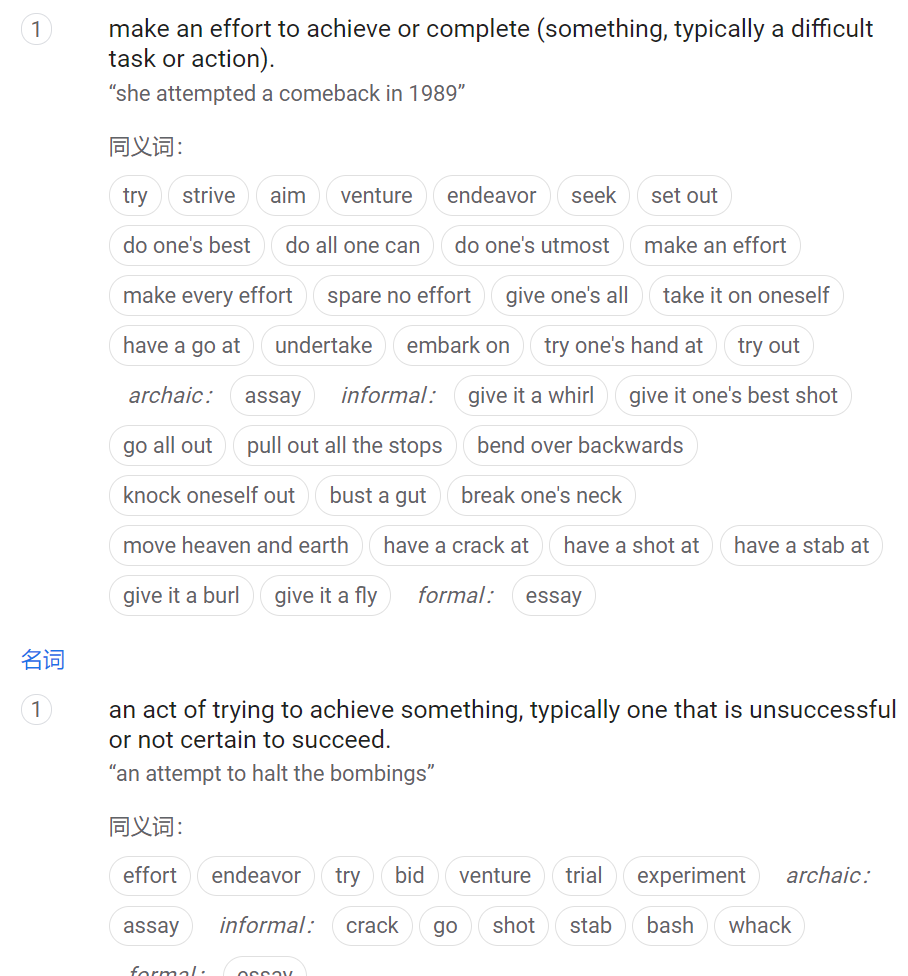 1 make an effort to achieve or complete (something, typically a difficult
task or action).
“she attempted a comeback in 1989”
同义词：
try strive aim venture endeavor seek set out
do one's best do all one can do one's utmost make an effort
make every effort spare no effort give one's all take it on oneself
have a go at undertake embark on try one's hand at try out
archaic： assay informal： give it a whirl give it one's best shot
go all out pull out all the stops bend over backwards
knock oneself out bust a gut break one's neck
move heaven and earth have a crack at have a shot at have a stab at
give it a burl give it a fly formal： essay
名词
1 an act of trying to achieve something, typically one that is unsuccessful
or not certain to succeed.
“an attempt to halt the bombings”
同义词：
effort endeavor try bid venture trial experiment archaic：
assay informal： crack go shot stab bash whack
formal： essay